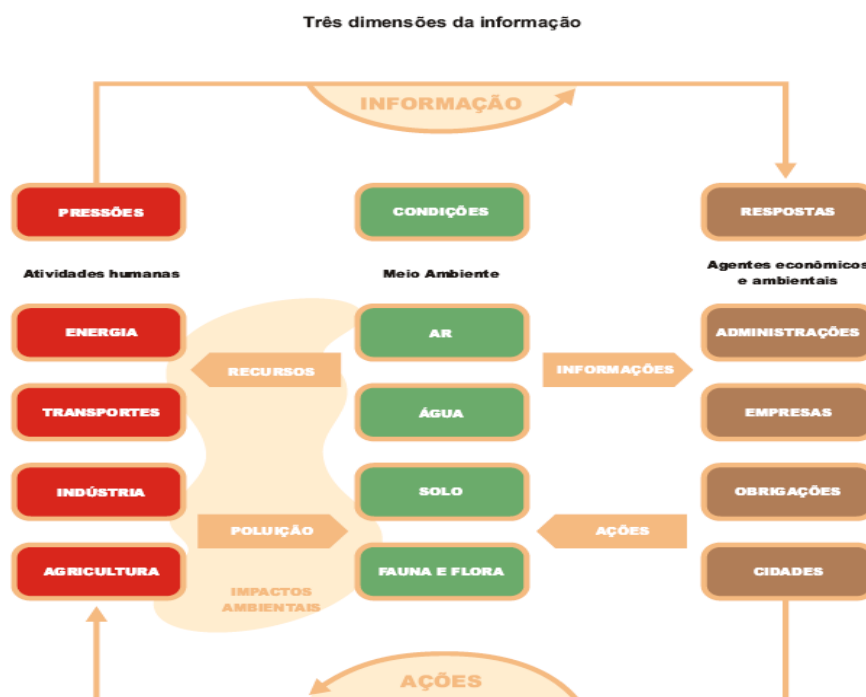 Três dimensões da informação
INFORMAÇÃO
PRESSÕES
CONDIÇÕES
RESPOSTAS
Atividades humanas
Meio Ambiente
Agentes econômicos
e ambientais
ENERGIA
AR
ADMINISTRAÇÕES
RECURSOS
INFORMAÇÕES
TRANSPORTES
ÁGUA
EMPRESAS
INDÚSTRIA
SOLO
OBRIGAÇÕES
POLUIÇÃO
AÇÕES
AGRICULTURA
FAUNA E FLORA
CIDADES
IMPACTOS
AMBIENTAIS
AÇÕES